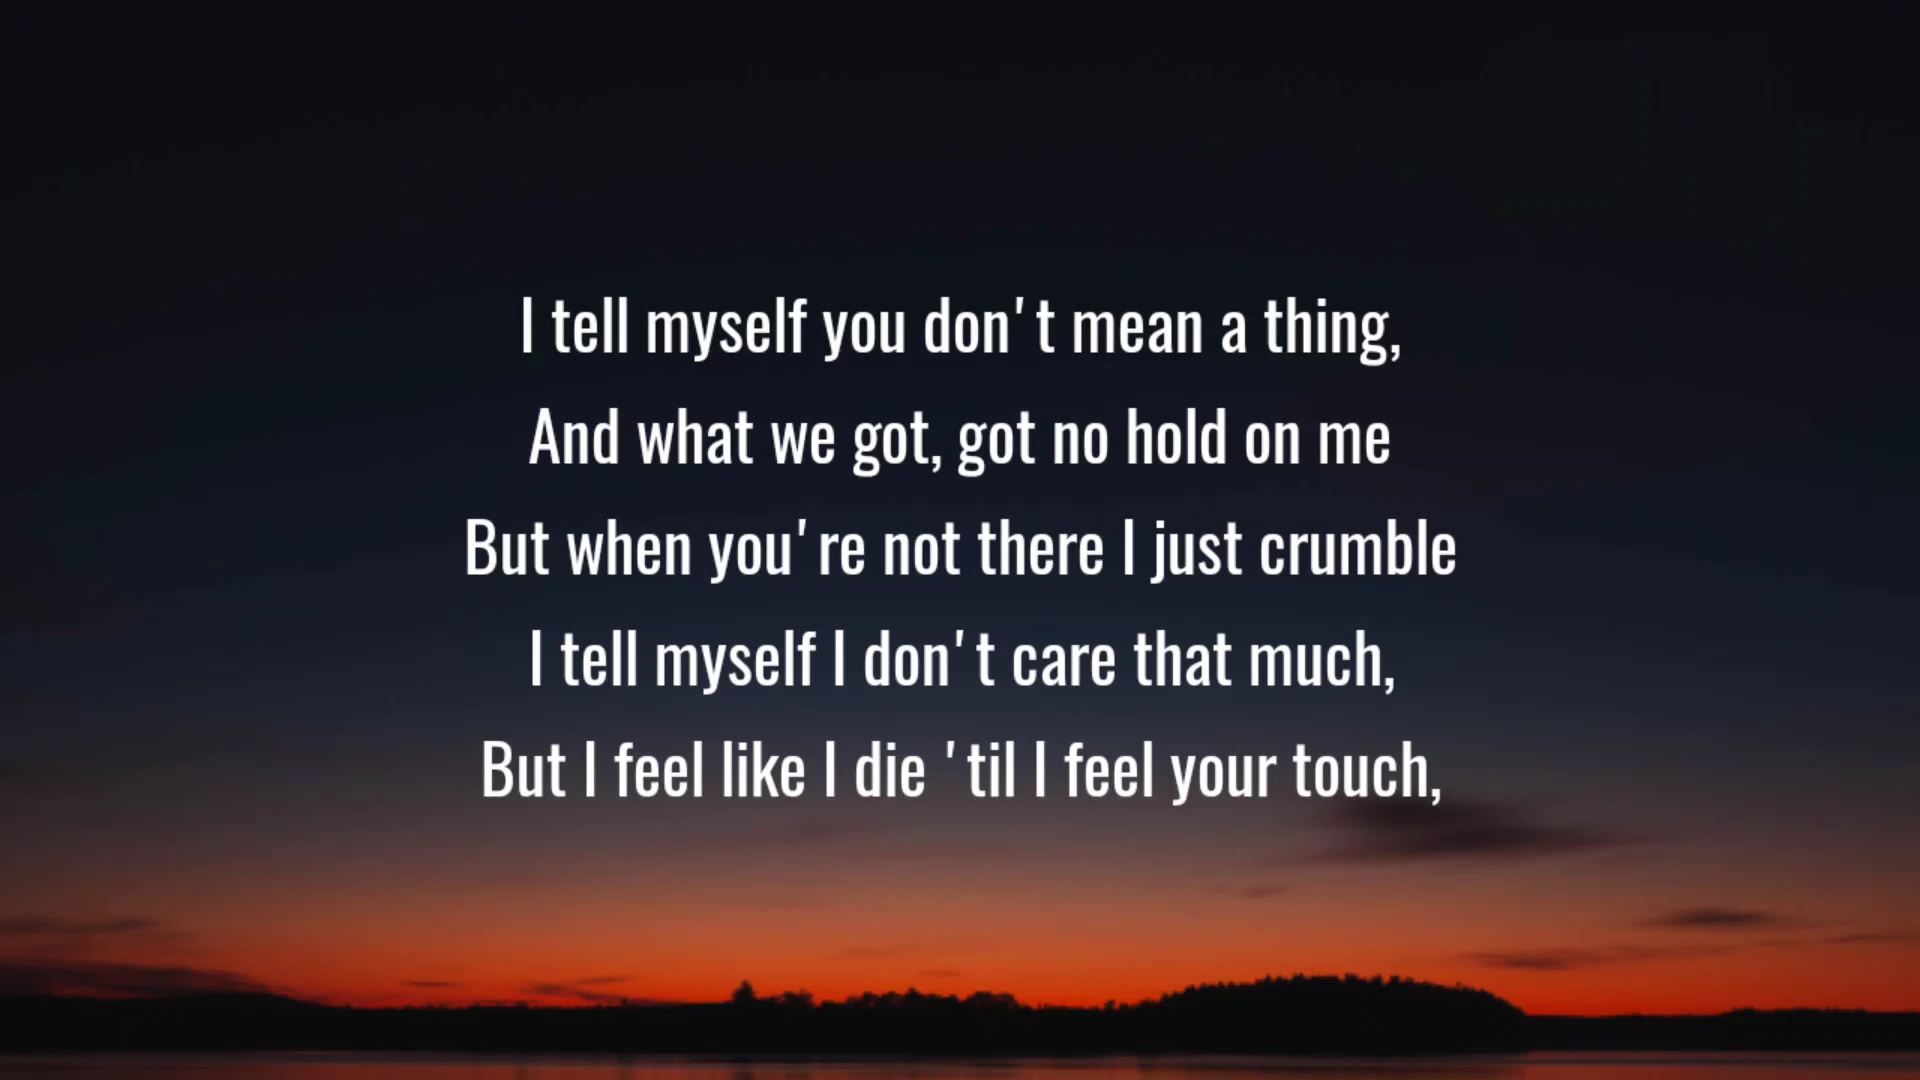 I tell myself you don't mean a thing,
And what we got, got no hold on me
But when you're not there I just crumble
I tell myself I don't care that much,
But I feel like I die 'til I feel your touch,